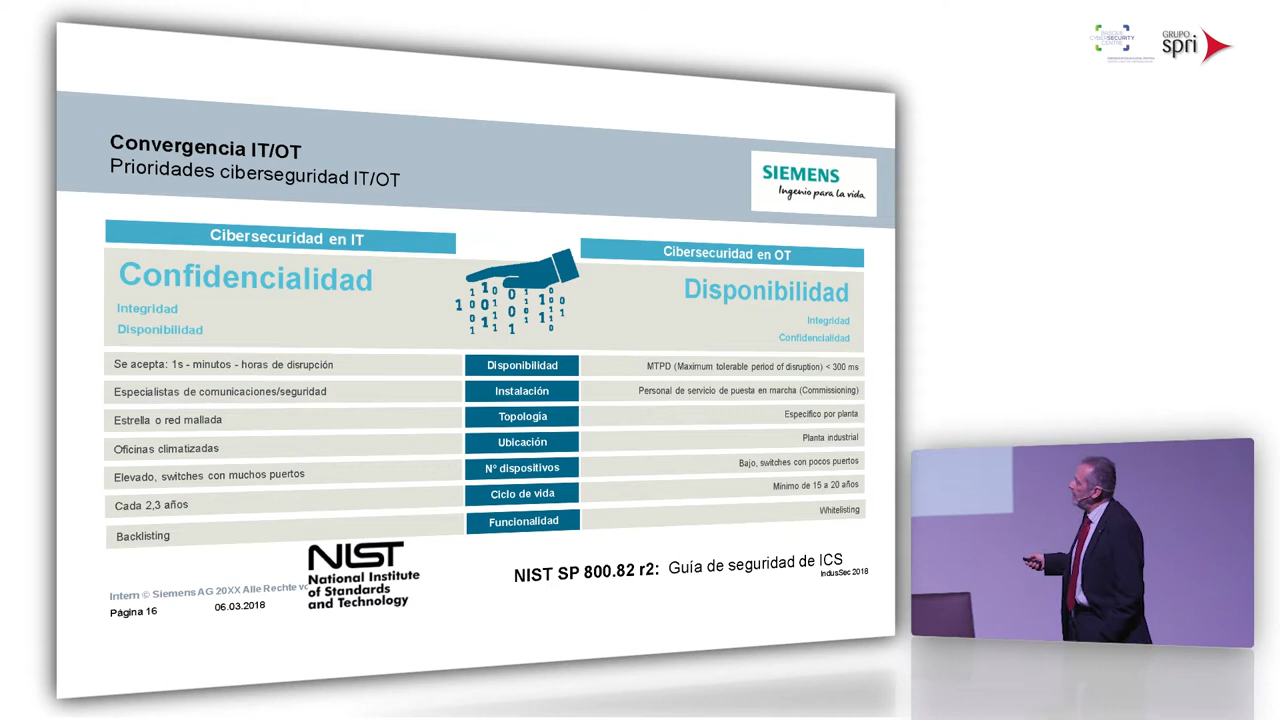 BASQUE
CYBERSECURITY
CENTRE
GRUPO
spri
Convergencia IT/OT
Prioridades ciberseguridad IT/OT
SIEMENS
Ingenio para la vida
Cibersecuridad en IT
Cibersecuridad en OT
Confidencialidad
Integridad
Disponibilidad
Disponibilidad
Integridad
Confidencialidad
Se acepta: 1s - minutos - horas de disrupción
Disponibilidad
MTPD (Maximum tolerable period of disruption) < 300 ms
Especialistas de comunicaciones/seguridad
Instalación
Personal de servicio de puesta en marcha (Commissioning)
Estrella o red mallada
Topología
Específico por planta
Oficinas climatizadas
Ubicación
Planta industrial
Elevado, switches con muchos puertos
Nº dispositivos
Bajo, switches con pocos puertos
Cada 2,3 años
Ciclo de vida
Mínimo de 15 a 20 años
Backlisting
Funcionalidad
Whitelisting
NIST
National Institute
of Standards
and Technology
NIST SP 800.82 r2: Guía de seguridad de ICS
IndusSec 2018
Intern © Siemens AG 20XX Alle Rechte vo
Página 16 06.03.2018